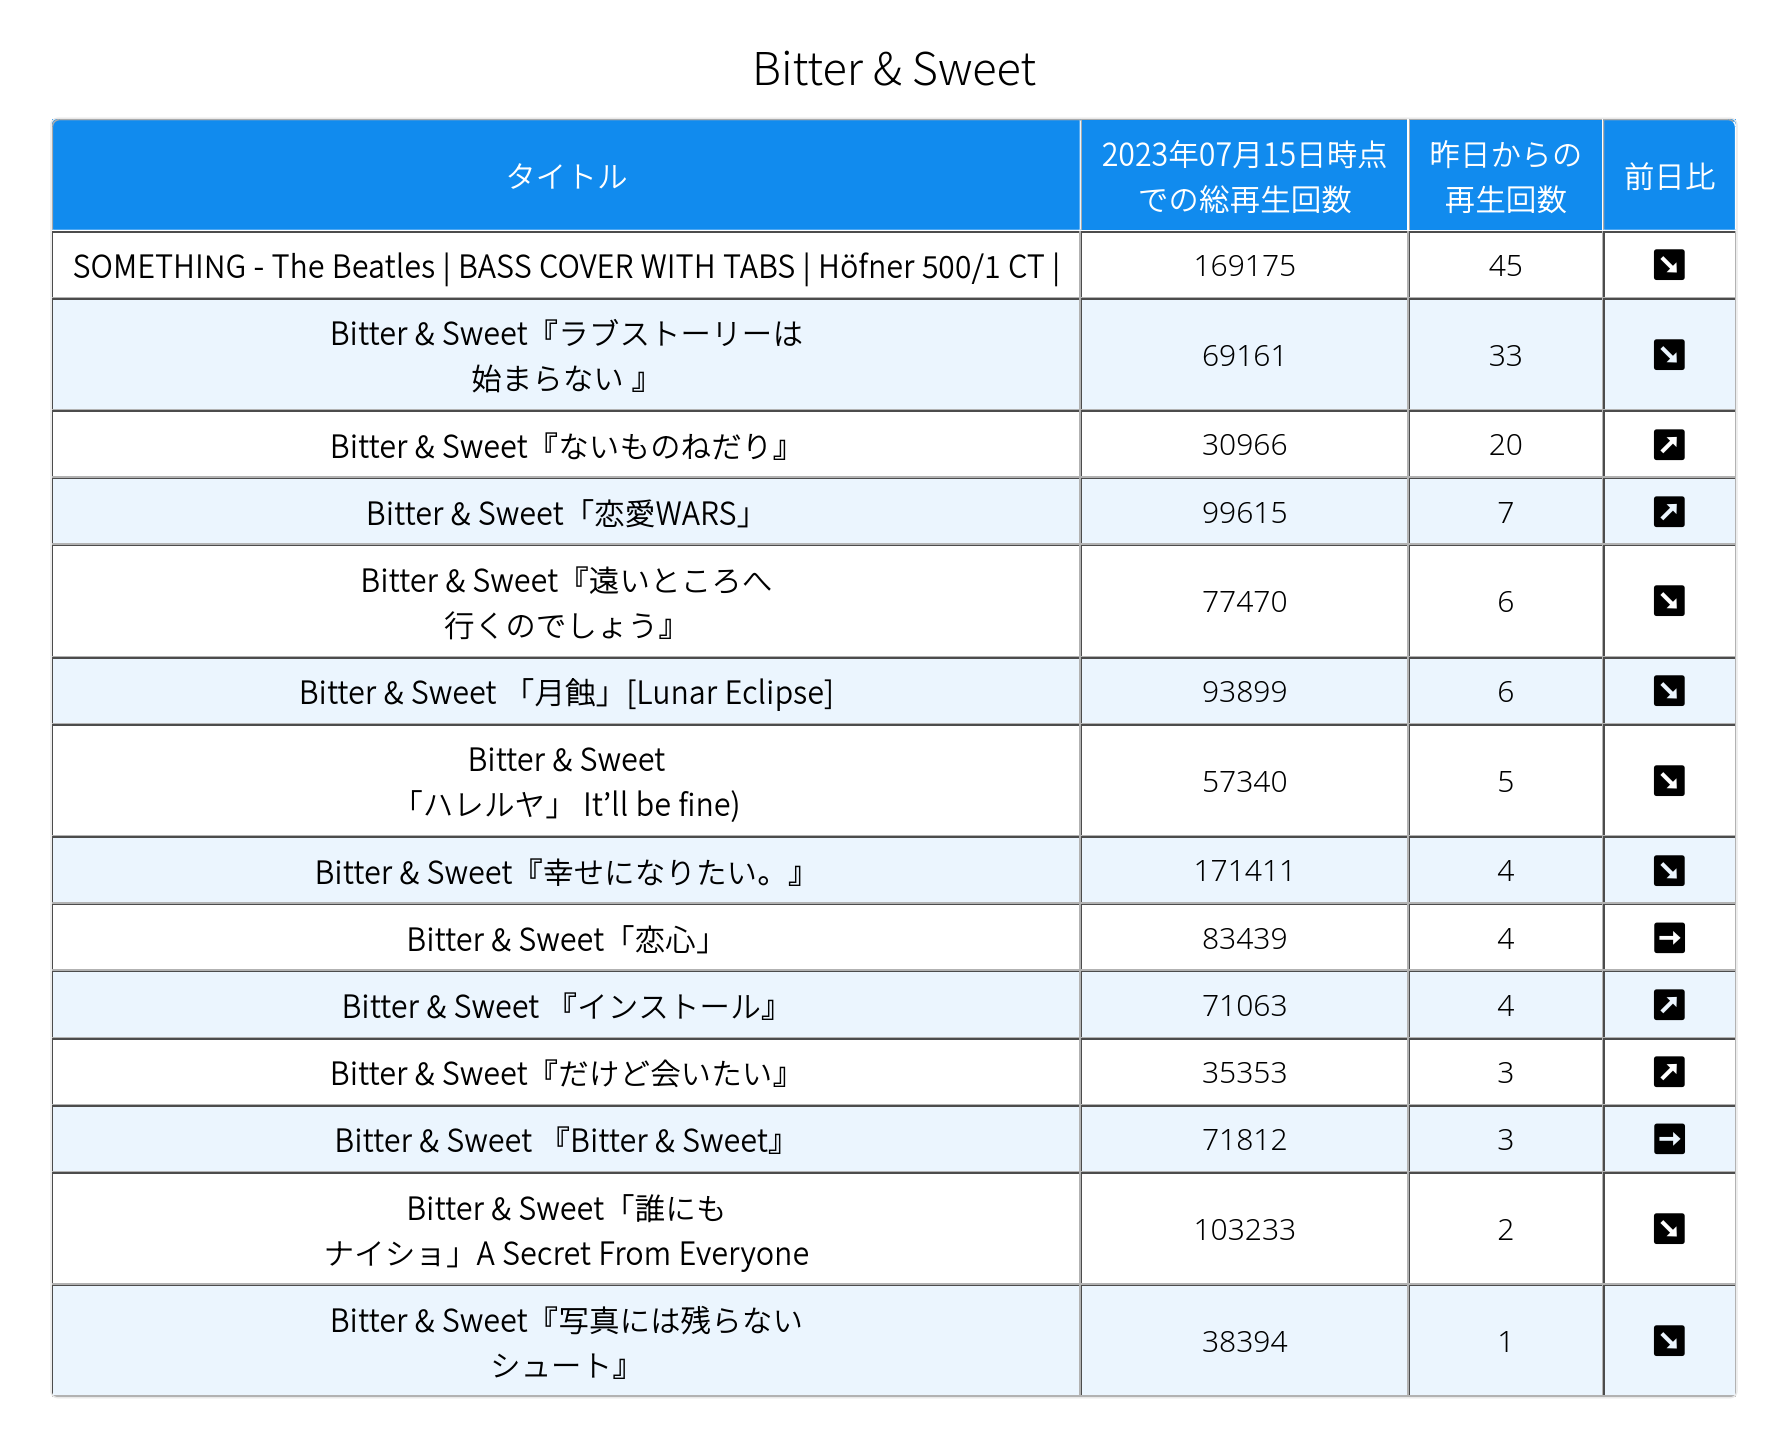 Bitter & Sweet
タイトル
2023年07月15日時点
での総再生回数
昨日からの
再生回数
前日比
SOMETHING - The Beatles | BASS COVER WITH TABS | Höfner 500/1 CT |
169175
45
Bitter & Sweet『ラブストーリーは
始まらない 』
69161
33
Bitter & Sweet『ないものねだり』
30966
20
Bitter & Sweet「恋愛WARS」
99615
7
Bitter & Sweet『遠いところへ
行くのでしょう』
77470
6
Bitter & Sweet 「月蝕」[Lunar Eclipse]
93899
6
Bitter & Sweet
「ハレルヤ」 It’ll be fine)
57340
5
Bitter & Sweet『幸せになりたい。』
171411
4
Bitter & Sweet「恋心」
83439
4
Bitter & Sweet 『インストール』
71063
4
Bitter & Sweet『だけど会いたい』
35353
3
Bitter & Sweet 『Bitter & Sweet』
71812
3
Bitter & Sweet「誰にも
ナイショ」A Secret From Everyone
103233
2
Bitter & Sweet『写真には残らない
シュート』
38394
1